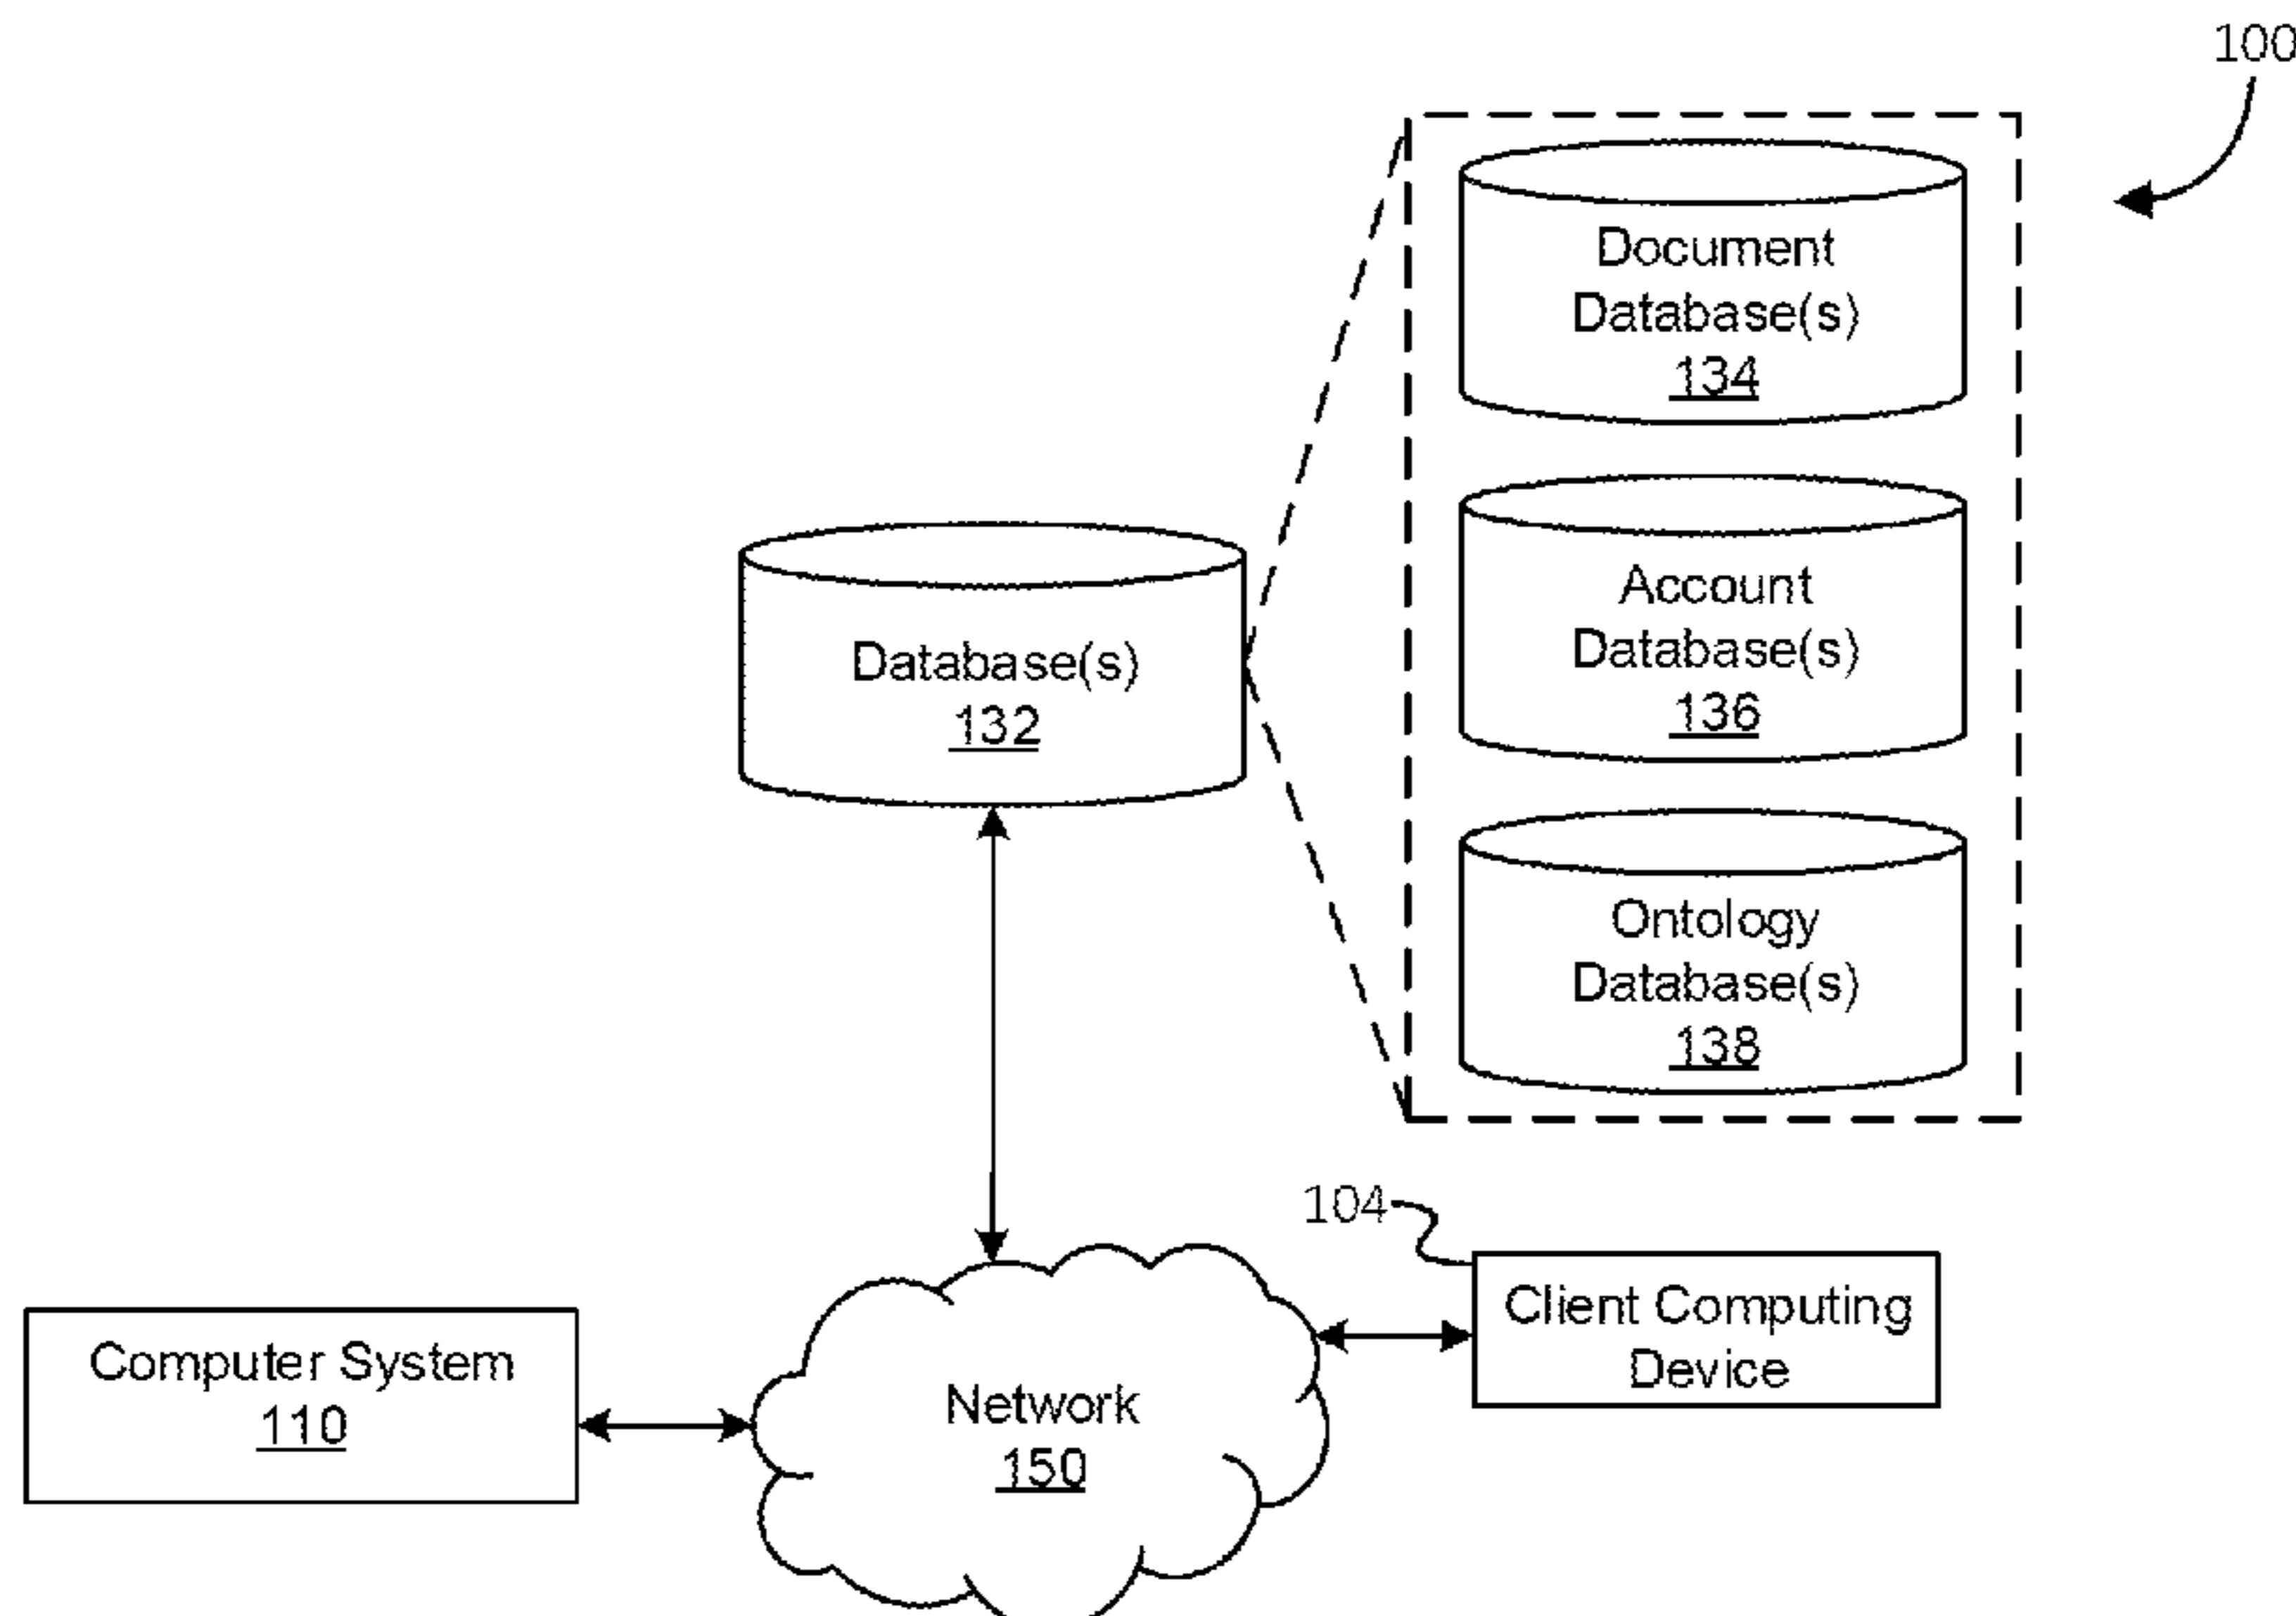 100
Document
Database(s)
134
Account
Database(s)
136
Database(s)
132
Ontology
Database(s)
138
104
Client Computing
Device
Computer System
110
Network
150